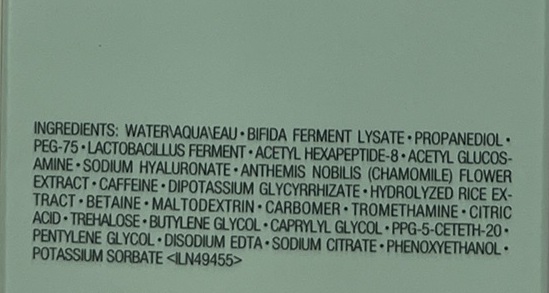 INGREDIENTS: WATER\AQUA\EAU • BIFIDA FERMENT LYSATE • PROPANEDIOL •
PEG-75 • LACTOBACILLUS FERMENT • ACETYL HEXAPEPTIDE-8 • ACETYL GLUCOS-
AMINE • SODIUM HYALURONATE • ANTHEMIS NOBILIS (CHAMOMILE) FLOWER
EXTRACT • CAFFEINE • DIPOTASSIUM GLYCYRRHIZATE • HYDROLYZED RICE EX-
TRACT • BETAINE • MALTODEXTRIN • CARBOMER • TROMETHAMINE • CITRIC
ACID • TREHALOSE • BUTYLENE GLYCOL • CAPRYLYL GLYCOL • PPG-5-CETETH-20 •
PENTYLENE GLYCOL • DISODIUM EDTA • SODIUM CITRATE • PHENOXYETHANOL •
POTASSIUM SORBATE <ILN49455>